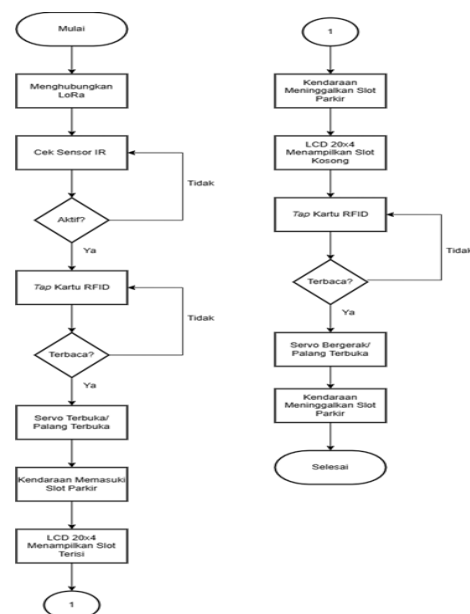 Mulai
Menghubungkan
LoRa
Cek Sensor IR
Tidak
Aktif?
Ya
Tap Kartu RFID
Tidak
Terbaca?
Ya
Servo Terbuka/
Palang Terbuka
Kendaraan Memasuki
Slot Parkir
LCD 20x4
Menampilkan Slot
Terisi
1
1
Kendaraan
Meninggalkan Slot
Parkir
LCD 20x4
Menampilkan Slot
Kosong
Tap Kartu RFID
Tidak
Terbaca?
Ya
Servo Bergerak/
Palang Terbuka
Kendaraan
Meninggalkan Slot
Parkir
Selesai